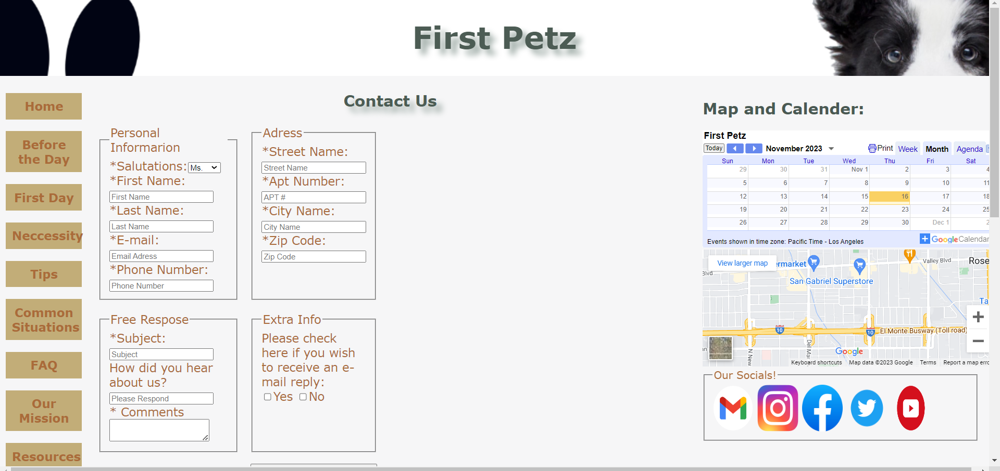 First Petz
Home
Before
the Day
First Day
Neccessity
Tips
Common
Situations
FAQ
Our
Mission
Resources
Contact Us
Personal
Informarion
*Salutations: Ms.
*First Name:
First Name
*Last Name:
Last Name
*E-mail:
Email Adress
*Phone Number:
Phone Number
Adress
*Street Name:
Street Name
*Apt Number:
APT #
*City Name:
City Name
*Zip Code:
Zip Code
Free Respose
*Subject:
Subject
How did you hear
about us?
Please Respond
* Comments
Extra Info
Please check
here if you wish
to receive an e-
mail reply:
Yes No
Map and Calender:
First Petz
Today November 2023 Print Week Month Agenda
Sun Mon Tue Wed Thu Fri Sat
29 30 31 Nov 1 2 3 4
5 6 7 8 9 10 11
12 13 14 15 16 17 18
19 20 21 22 23 24 25
26 27 28 29 30 Dec 1 2
Events shown in time zone: Pacific Time - Los Angeles
Google Calendar
View larger map
ermarket
Valley Blvd
Rose
Blvd
San Gabriel Superstore
Ta
10
10
El Monte Busway (Toll road)
Del Mar
N New
Google
Keyboard shortcuts Map data ©2023 Google Terms Report a map erro
Our Socials!